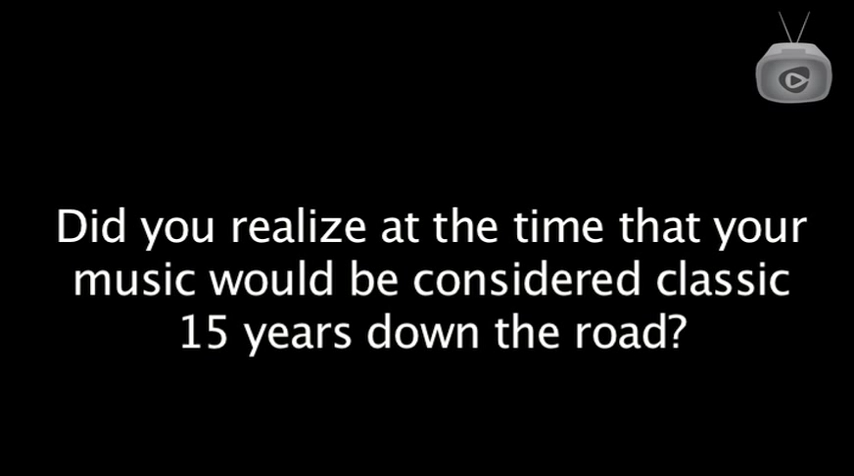 Did you realize at the time that your
music would be considered classic
15 years down the road?